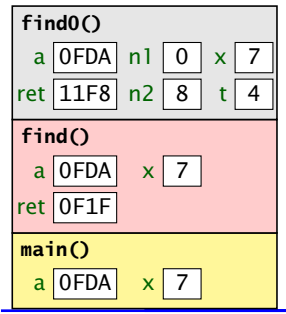 find0()
a 0FDA n1 0 x 7
ret 11F8 n2 8 t 4
find()
a 0FDA x 7
ret 0F1F
main()
a 0FDA x 7